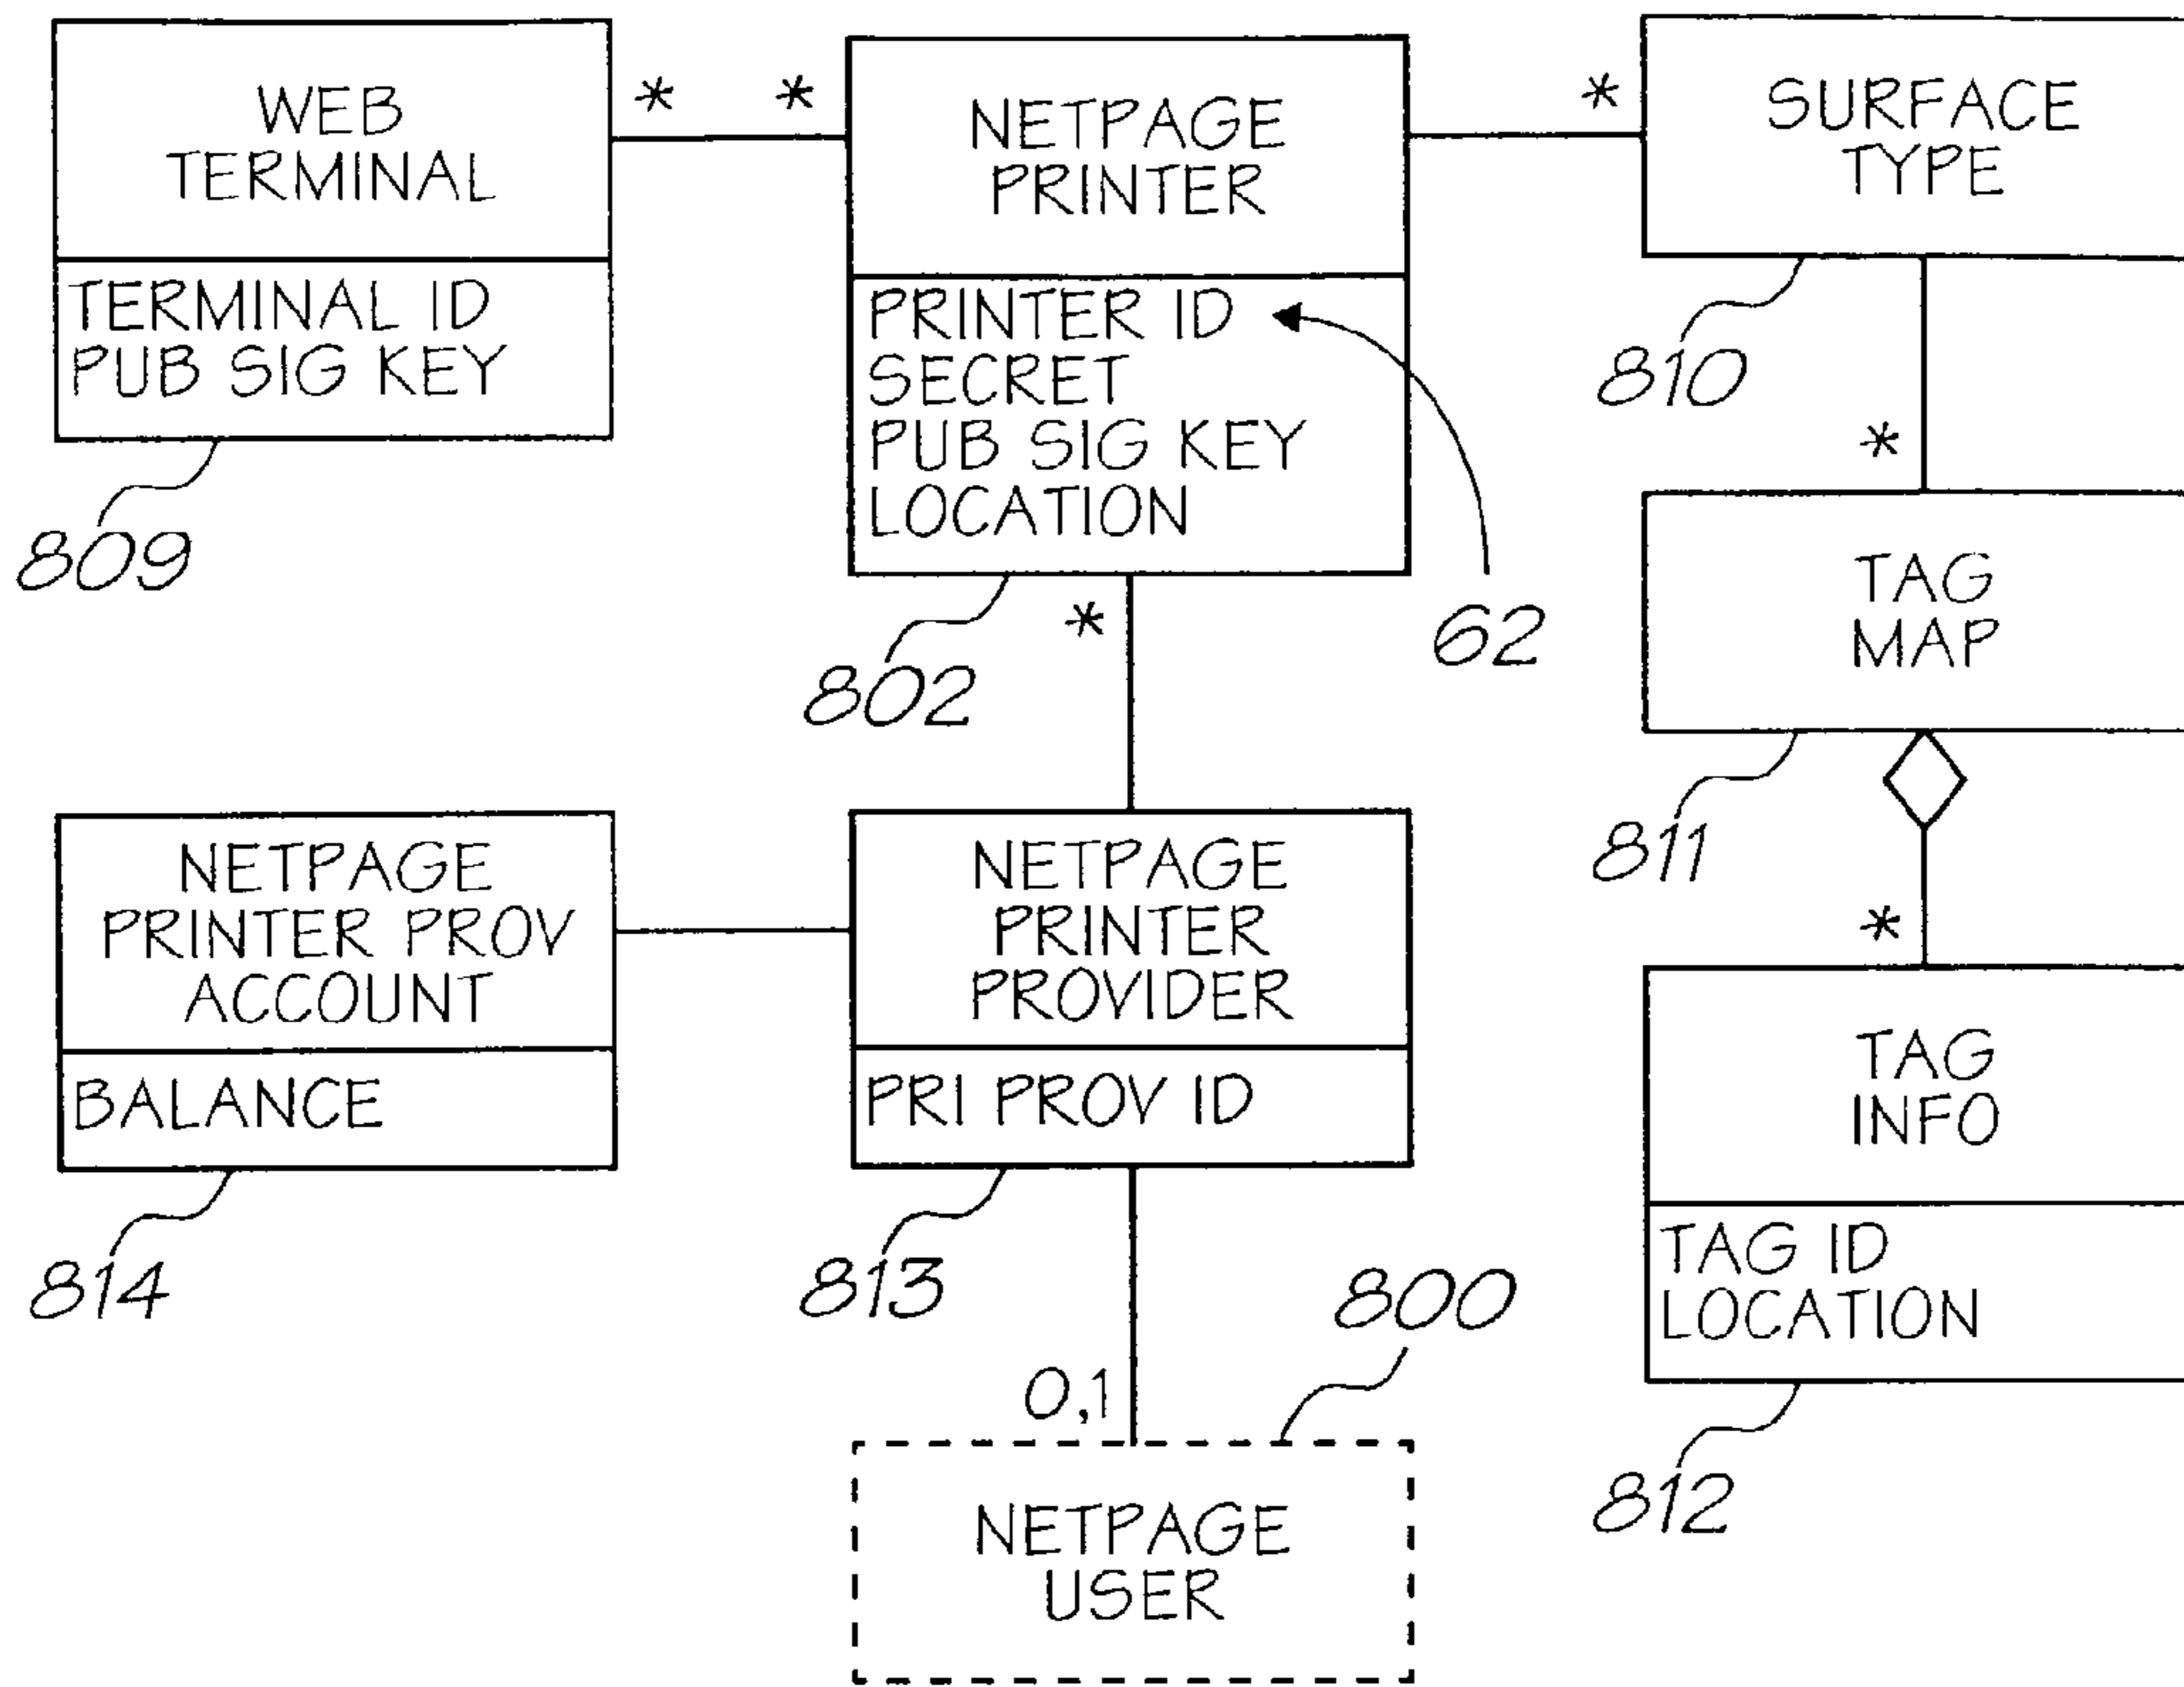 WEB
TERMINAL
TERMINAL ID
PUB SIG KEY
809
*
*
NETPAGE
PRINTER
PRINTER ID
SECRET
PUB SIG KEY
LOCATION
62
802
*
*
SURFACE
TYPE
810
*
TAG
MAP
811
*
TAG
INFO
TAG ID
LOCATION
812
NETPAGE
PRINTER PROV
ACCOUNT
BALANCE
814
NETPAGE
PRINTER
PROVIDER
PRI PROV ID
813
800
0,1
NETPAGE
USER